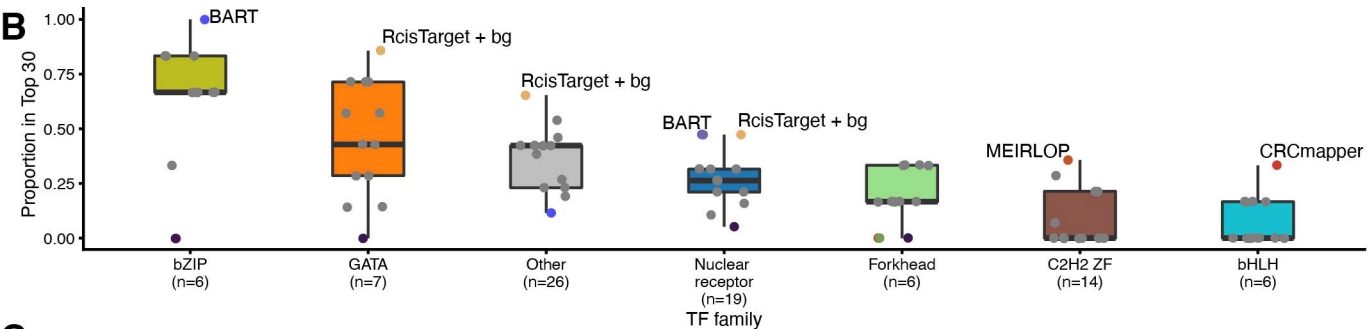 B
Proportion in Top 30
1.00
0.75
0.50
0.25
0.00
BART
RcisTarget + bg
RcisTarget + bg
BART
RcisTarget + bg
MEIRLOP
CRCmapper
bZIP
(n=6)
GATA
(n=7)
Other
(n=26)
Nuclear
receptor
(n=19)
Forkhead
(n=6)
C2H2 ZF
(n=14)
bHLH
(n=6)
TF family